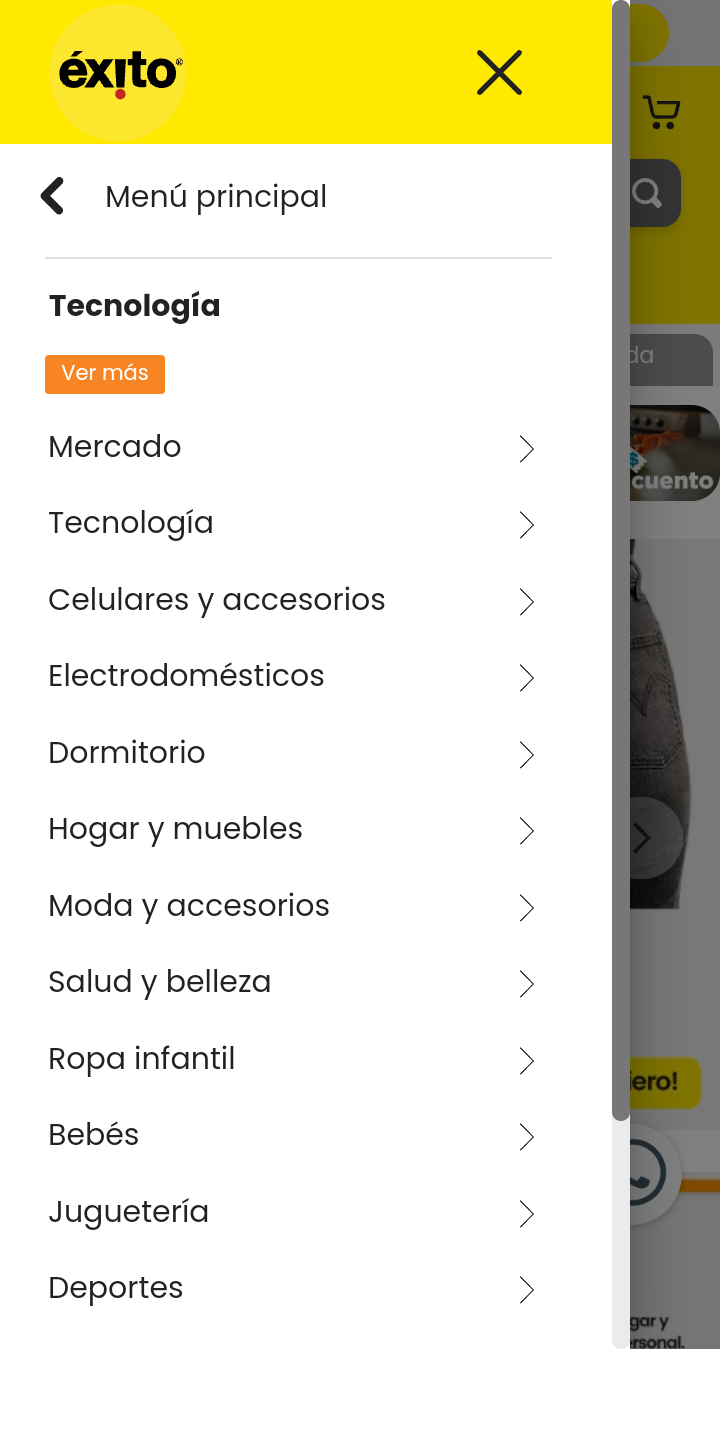 éxito®
Menú principal
Tecnología
Ver más
Mercado
Tecnología
Celulares y accesorios
Electrodomésticos
Dormitorio
Hogar y muebles
Moda y accesorios
Salud y belleza
Ropa infantil
Bebés
Juguetería
Deportes
da
cuento
iero!
gar y
ersonal.